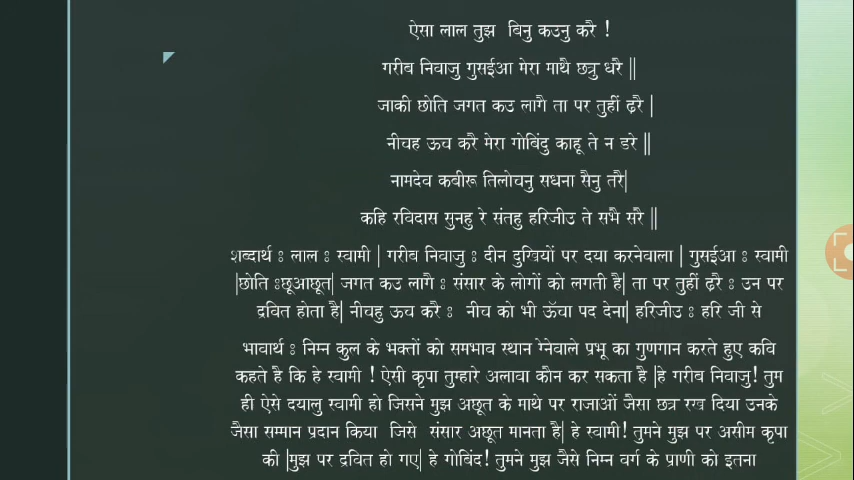 ऐसा लाल तुझ बिनु कउनु करै !
गरीब निवाजु गुसईआ मेरा माथै छत्रु धरै ||
जाकी छोति जगत कउ लागै ता पर तुहीं ढ़रै |
नीचह ऊच करै मेरा गोबिंदु काहू ते न डरे ||
नामदेव कबीरू तिलोचनु सधना सैनु तरै|
कहि रविदास सुनहु रे संतहु हरिजीउ ते सभै सरै ||
शब्दार्थ : लाल : स्वामी | गरीब निवाजु : दीन दुखियों पर दया करनेवाला | गुसईआ : स्वामी
|छोति :छूआछूत| जगत कउ लागै : संसार के लोगों को लगती है| ता पर तुहीं ढ़रै : उन पर
द्रवित होता है| नीचहु ऊच करै : नीच को भी ऊँचा पद देना| हरिजीउ : हरि जी से
भावार्थ : निम्न कुल के भक्तों को समभाव स्थान नेवाले प्रभू का गुणगान करते हुए कवि
कहते है कि हे स्वामी ! ऐसी कृपा तुम्हारे अलावा कौन कर सकता है |हे गरीब निवाजु! तुम
ही ऐसे दयालु स्वामी हो जिसने मुझ अछूत के माथे पर राजाओं जैसा छत्र रख दिया उनके
जैसा सम्मान प्रदान किया जिसे संसार अछूत मानता है| हे स्वामी! तुमने मुझ पर असीम कृपा
की |मुझ पर द्रवित हो गए| हे गोबिंद! तुमने मुझ जैसे निम्न वर्ग के प्राणी को इतना